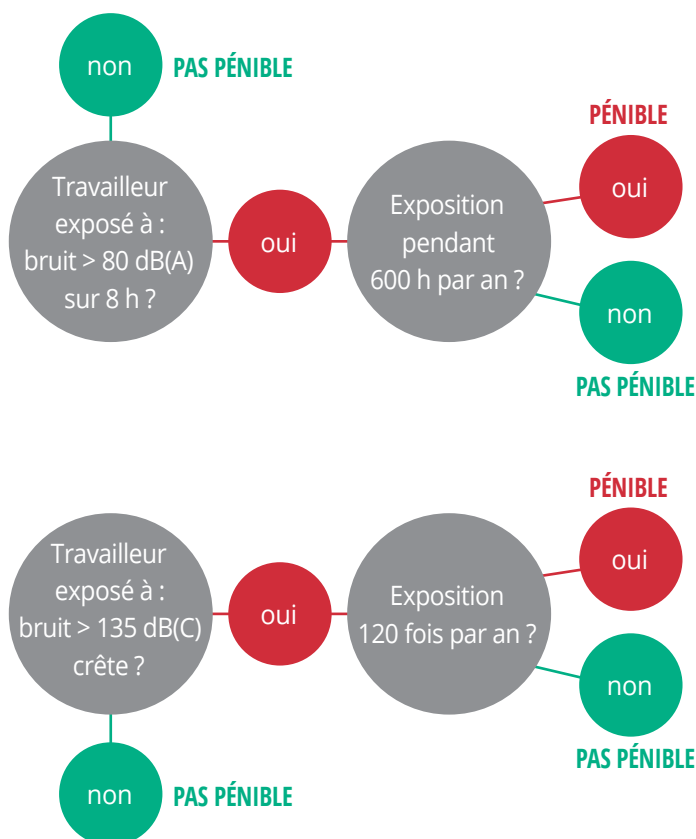 non
PAS PÉNIBLE
Travailleur
exposé à :
bruit > 80 dB(A)
sur 8 h ?
oui
Exposition
pendant
600 h par an ?
PÉNIBLE
oui
non
PAS PÉNIBLE
Travailleur
exposé à :
bruit > 135 dB(C)
crête ?
oui
Exposition
120 fois par an ?
PÉNIBLE
oui
non
PAS PÉNIBLE
non
PAS PÉNIBLE